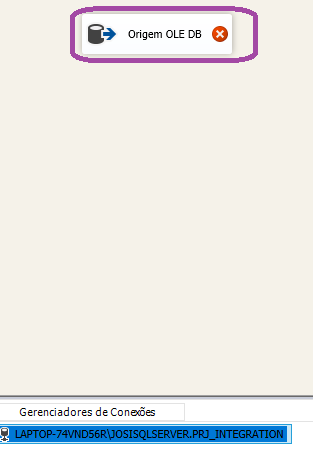 Origem OLE DB
Gerenciadores de Conexões
LAPTOP-74VND56R\JOSISQLSERVER.PRJ_INTEGRATION